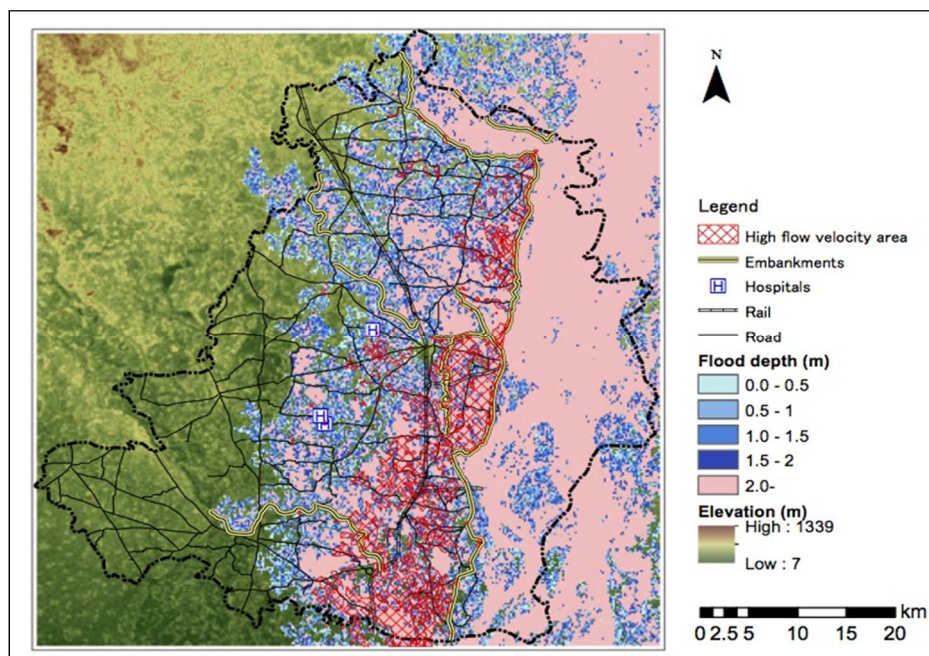 N
Legend
High flow velocity area
Embankments
H Hospitals
Rail
Road
Flood depth (m)
0.0 - 0.5
0.5 - 1
1.0 - 1.5
1.5 - 2
2.0-
Elevation (m)
High : 1339
Low : 7
km
0 2.5 5 10 15 20
H
H
H